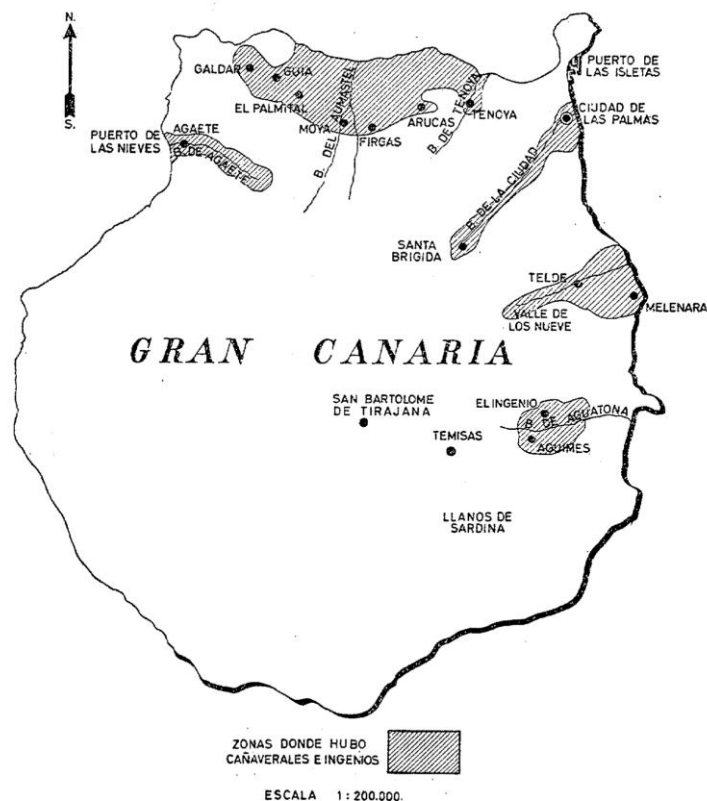 N.
S.
PUERTO DE
LAS ISLETAS
GALDAR
GUIA
EL PALMITAL
B. DEL AUMASTEL
MOYA
FIRGAS
ARUCAS
B. DE TENOYA
TENOYA
CIUDAD DE
LAS PALMAS
PUERTO DE
LAS NIEVES
AGAETE
B. DE AGAETE
B. DE LA CIUDAD
SANTA
BRIGIDA
TELDE
VALLE DE
LOS NUEVE
MELENARA
GRAN CANARIA
SAN BARTOLOME
DE TIRAJANA
EL INGENIO
B. DE AGUATONA
TEMISAS
AGUIMES
LLANOS DE
SARDINA
ZONAS DONDE HUBO
CAÑAVERALES E INGENIOS
ESCALA 1:200.000.